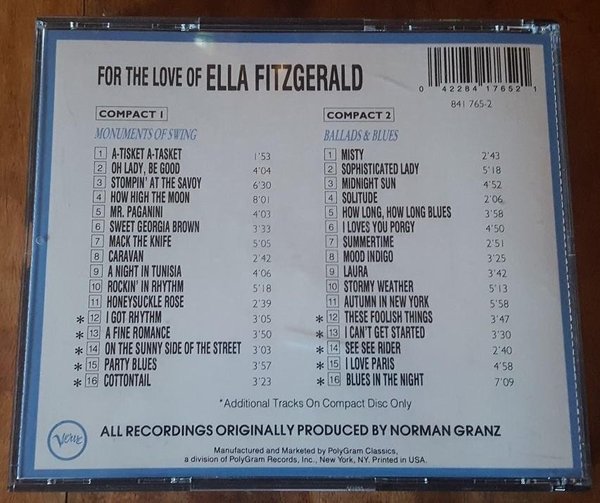 FOR THE LOVE OF ELLA FITZGERALD
0 42284 17652 1
841 765-2
COMPACT 1
MONUMENTS OF SWING
1 A-TISKET A-TASKET 1'53
2 OH LADY, BE GOOD 4'04
3 STOMPIN' AT THE SAVOY 6'30
4 HOW HIGH THE MOON 8'01
5 MR. PAGANINI 4'03
6 SWEET GEORGIA BROWN 3'33
7 MACK THE KNIFE 5'05
8 CARAVAN 2'42
9 A NIGHT IN TUNISIA 4'06
10 ROCKIN' IN RHYTHM 5'18
11 HONEYSUCKLE ROSE 2'39
* 12 I GOT RHYTHM 3'05
* 13 A FINE ROMANCE 3'50
* 14 ON THE SUNNY SIDE OF THE STREET 3'03
* 15 PARTY BLUES 3'57
* 16 COTTONTAIL 3'23
COMPACT 2
BALLADS & BLUES
1 MISTY 2'43
2 SOPHISTICATED LADY 5'18
3 MIDNIGHT SUN 4'52
4 SOLITUDE 2'06
5 HOW LONG, HOW LONG BLUES 3'58
6 I LOVES YOU PORGY 4'50
7 SUMMERTIME 2'51
8 MOOD INDIGO 3'25
9 LAURA 3'42
10 STORMY WEATHER 5'13
11 AUTUMN IN NEW YORK 5'58
* 12 THESE FOOLISH THINGS 3'47
* 13 I CAN'T GET STARTED 3'30
* 14 SEE SEE RIDER 2'40
* 15 I LOVE PARIS 4'58
* 16 BLUES IN THE NIGHT 7'09
*Additional Tracks On Compact Disc Only
Verve
ALL RECORDINGS ORIGINALLY PRODUCED BY NORMAN GRANZ
Manufactured and Marketed by PolyGram Classics,
a division of PolyGram Records, Inc., New York, NY. Printed in USA.